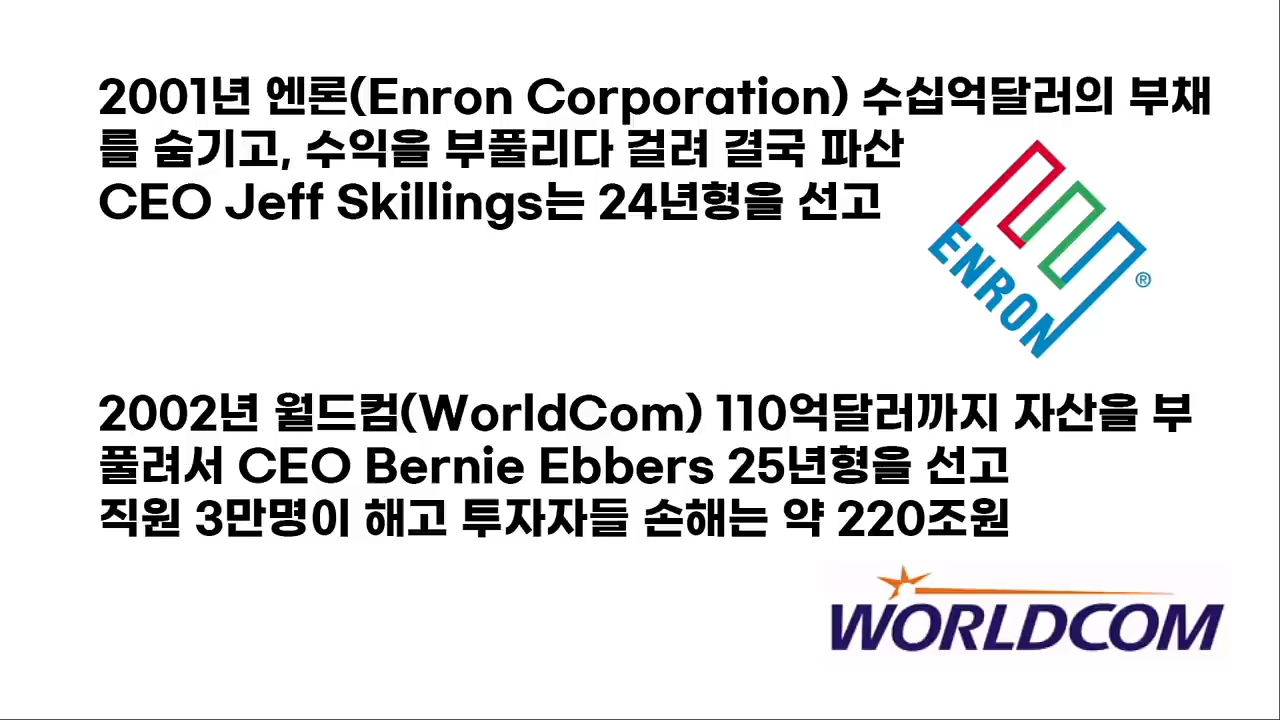 2001년 엔론(Enron Corporation) 수십억달러의 부채
를 숨기고, 수익을 부풀리다 걸려 결국 파산
CEO Jeff Skillings는 24년형을 선고
ENRON
®
2002년 월드컴(WorldCom) 110억달러까지 자산을 부
풀려서 CEO Bernie Ebbers 25년형을 선고
직원 3만명이 해고 투자자들 손해는 약 220조원
WORLDCOM